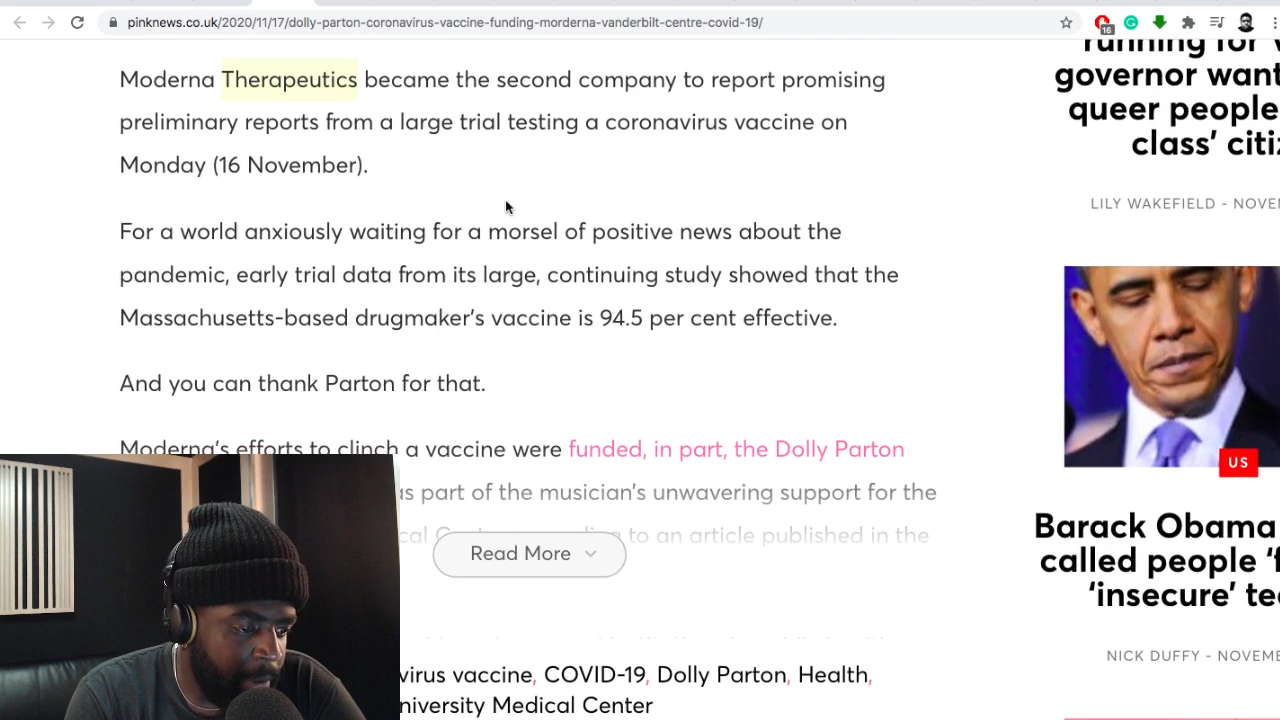 pinknews.co.uk/2020/11/17/dolly-parton-coronavirus-vaccine-funding-morderna-vanderbilt-centre-covid-19/
16
Moderna Therapeutics became the second company to report promising
preliminary reports from a large trial testing a coronavirus vaccine on
Monday (16 November).
For a world anxiously waiting for a morsel of positive news about the
pandemic, early trial data from its large, continuing study showed that the
Massachusetts-based drugmaker's vaccine is 94.5 per cent effective.
And you can thank Parton for that.
Moderna's efforts to clinch a vaccine were funded, in part, the Dolly Parton
as part of the musician's unwavering support for the
to an article published in the
Read More
virus vaccine, COVID-19, Dolly Parton, Health,
niversity Medical Center
running for
governor want
queer people
class' citi
LILY WAKEFIELD - NOVE
US
Barack Obama
called people 'f
'insecure' te
NICK DUFFY - NOVEM